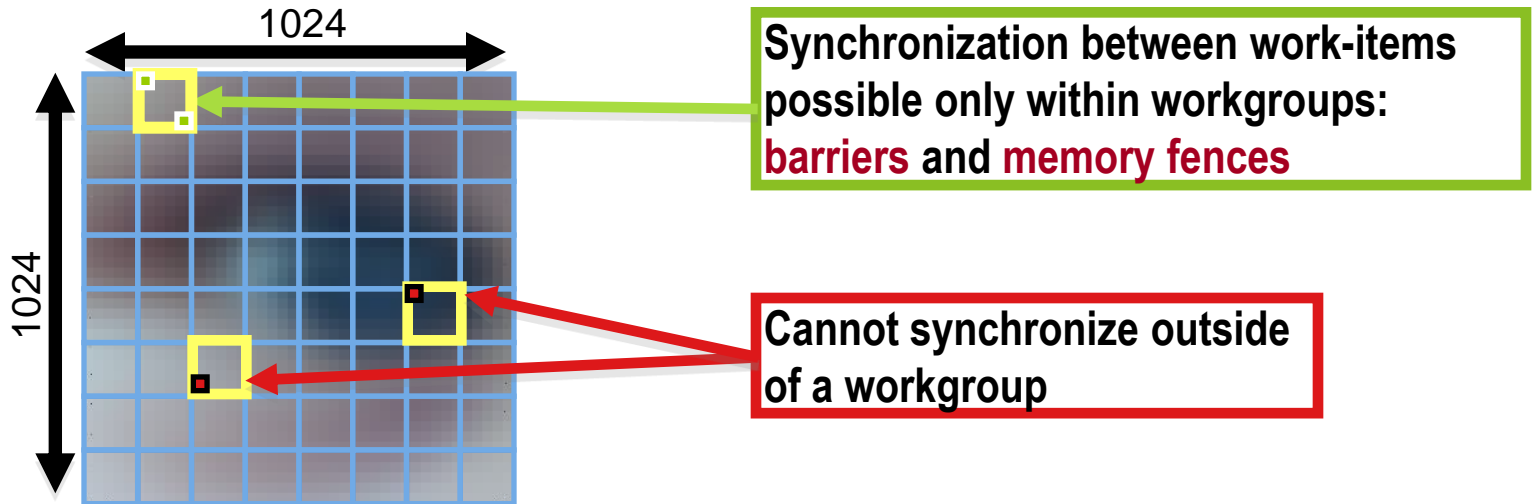 1024
Synchronization between work-items
possible only within workgroups:
barriers and memory fences
1024
Cannot synchronize outside
of a workgroup